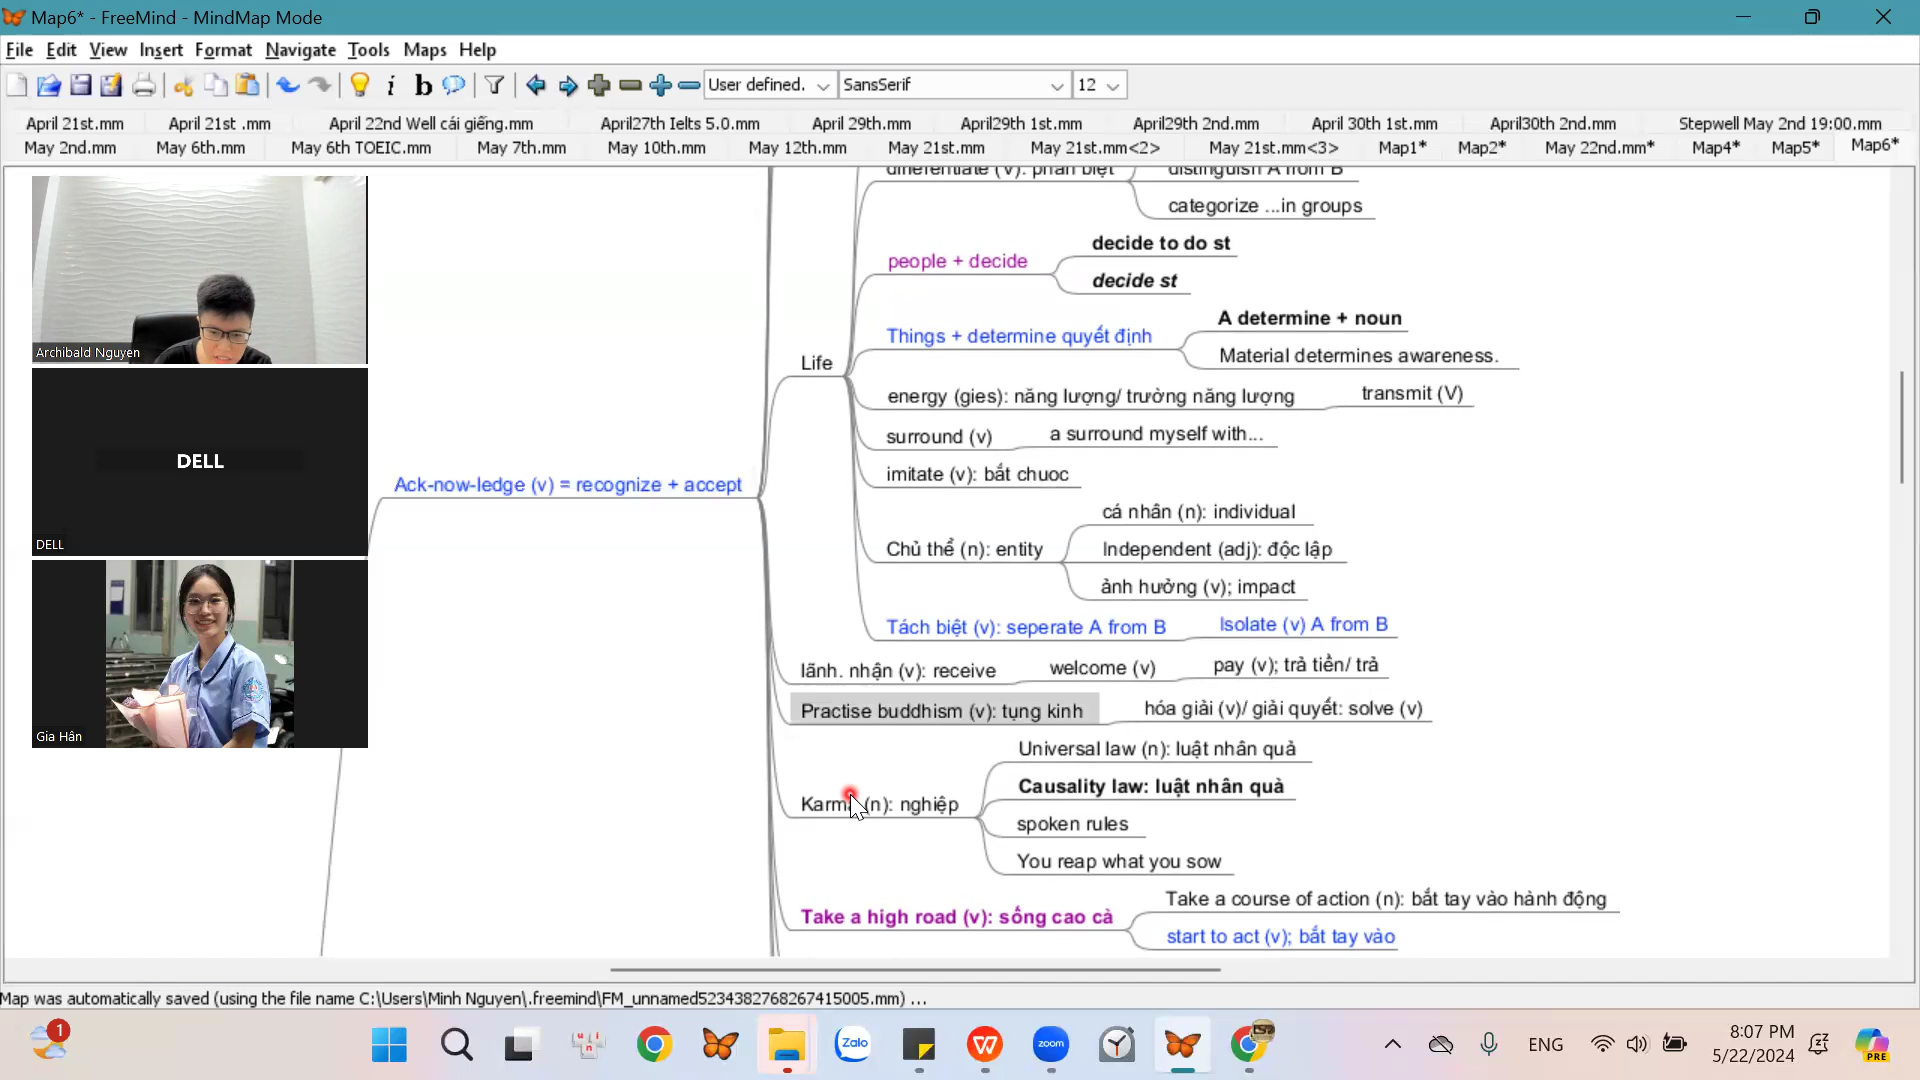 Map6* - FreeMind - MindMap Mode
File Edit View Insert Format Navigate Tools Maps Help
User defined. SansSerif 12
April 21st.mm April 21st .mm April 22nd Well cái giếng.mm April27th Ielts 5.0.mm April 29th.mm April29th 1st.mm April29th 2nd.mm April 30th 1st.mm April30th 2nd.mm Stepwell May 2nd 19:00.mm
May 2nd.mm May 6th.mm May 6th TOEIC.mm May 7th.mm May 10th.mm May 12th.mm May 21st.mm May 21st.mm<2> May 21st.mm<3> Map1* Map2* May 22nd.mm* Map4* Map5* Map6*
differentiate (v): phân biệt
distinguish A from B
categorize ...in groups
people + decide
decide to do st
decide st
Things + determine quyết định
A determine + noun
Material determines awareness.
Life
energy (gies): năng lượng/ trường năng lượng
transmit (V)
surround (v)
a surround myself with...
imitate (v): bắt chuoc
Chủ thể (n): entity
cá nhân (n): individual
Independent (adj): độc lập
ảnh hưởng (v); impact
Tách biệt (v): seperate A from B
Isolate (v) A from B
Ack-now-ledge (v) = recognize + accept
lãnh. nhận (v): receive
welcome (v)
pay (v); trả tiền/ trả
Practise buddhism (v): tụng kinh
hóa giải (v)/ giải quyết: solve (v)
Karma (n): nghiệp
Universal law (n): luật nhân quả
Causality law: luật nhân quả
spoken rules
You reap what you sow
Take a high road (v): sống cao cả
Take a course of action (n): bắt tay vào hành động
start to act (v); bắt tay vào
Archibald Nguyen
DELL
DELL
Gia Hân
Map was automatically saved (using the file name C:\Users\Minh Nguyen\.freemind\FM_unnamed5234382768267415005.mm) ...
1
Zalo
zoom
ENG
8:07 PM
5/22/2024
PRE